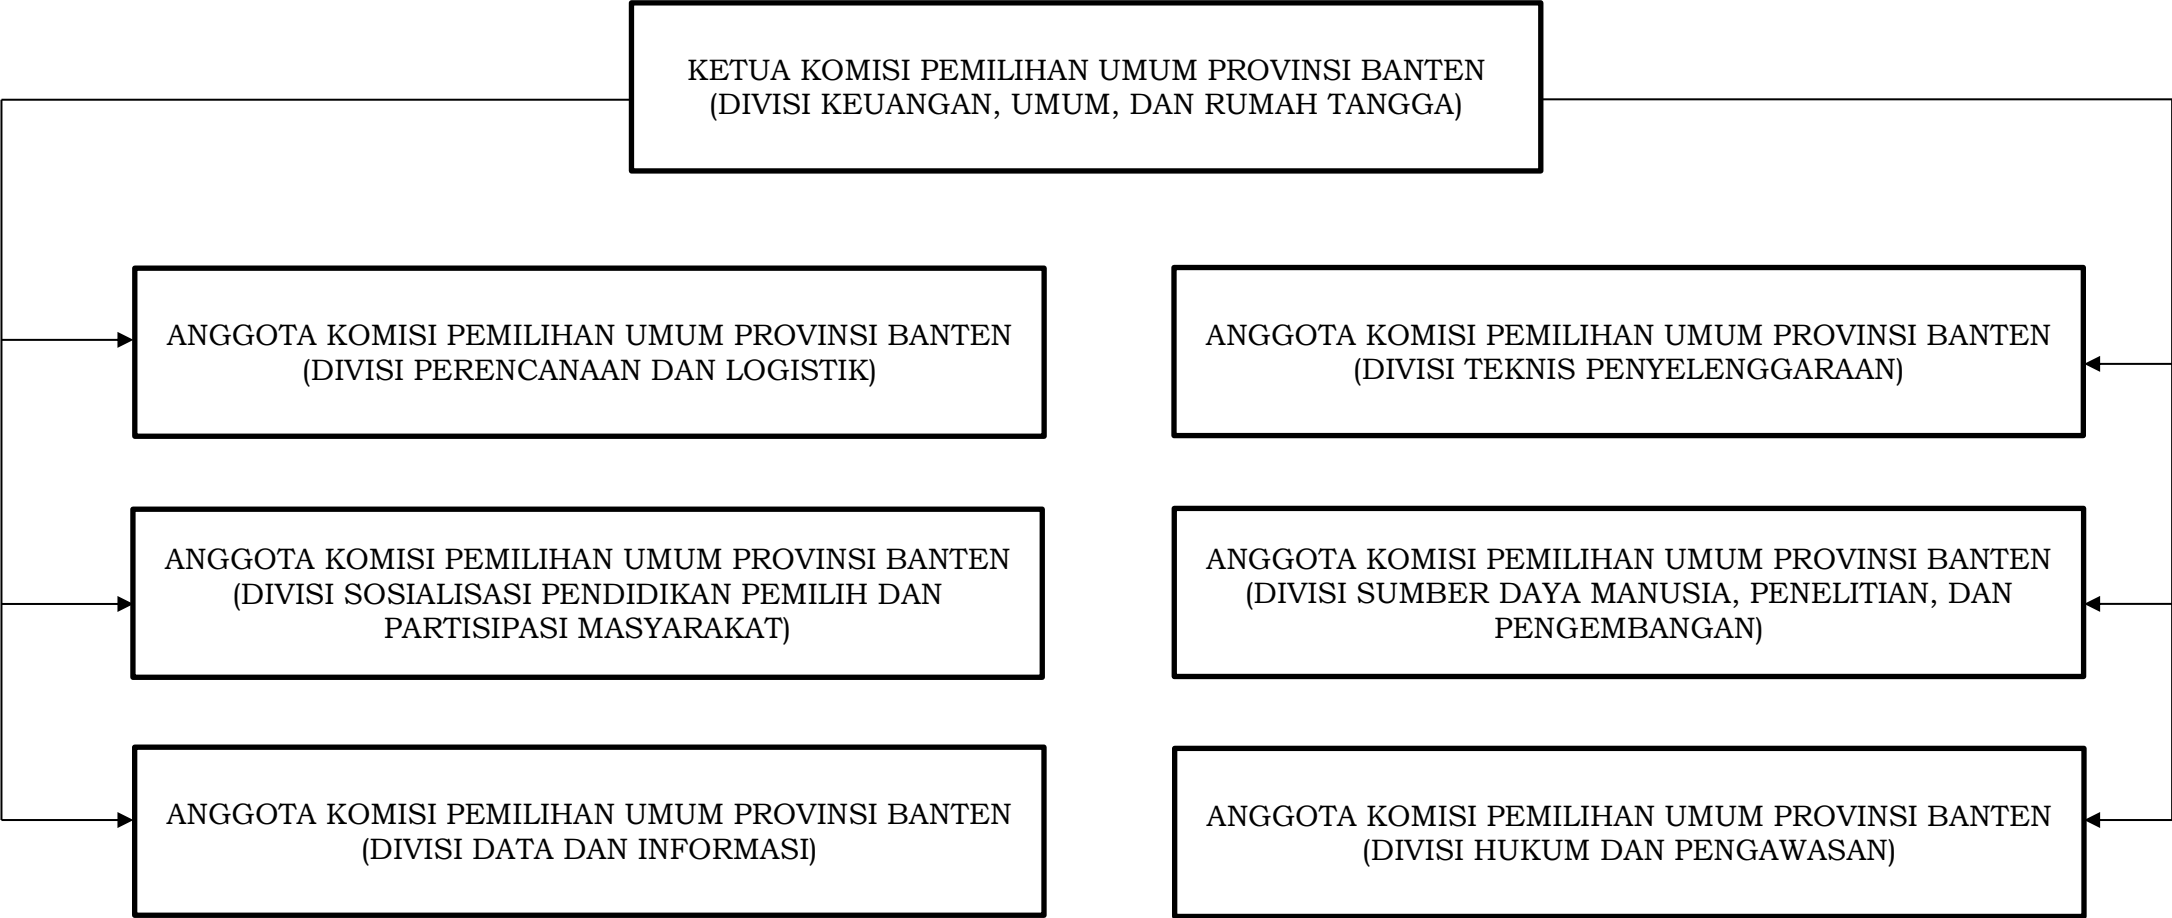 KETUA KOMISI PEMILIHAN UMUM PROVINSI BANTEN
(DIVISI KEUANGAN, UMUM, DAN RUMAH TANGGA)
ANGGOTA KOMISI PEMILIHAN UMUM PROVINSI BANTEN
(DIVISI PERENCANAAN DAN LOGISTIK)
ANGGOTA KOMISI PEMILIHAN UMUM PROVINSI BANTEN
(DIVISI TEKNIS PENYELENGGARAAN)
ANGGOTA KOMISI PEMILIHAN UMUM PROVINSI BANTEN
(DIVISI SOSIALISASI PENDIDIKAN PEMILIH DAN
PARTISIPASI MASYARAKAT)
ANGGOTA KOMISI PEMILIHAN UMUM PROVINSI BANTEN
(DIVISI SUMBER DAYA MANUSIA, PENELITIAN, DAN
PENGEMBANGAN)
ANGGOTA KOMISI PEMILIHAN UMUM PROVINSI BANTEN
(DIVISI DATA DAN INFORMASI)
ANGGOTA KOMISI PEMILIHAN UMUM PROVINSI BANTEN
(DIVISI HUKUM DAN PENGAWASAN)